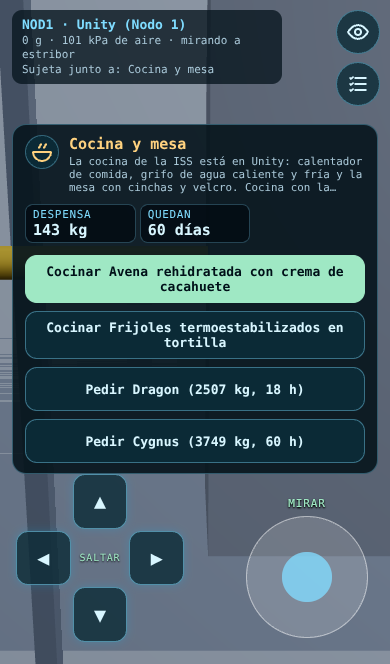 NOD1 · Unity (Nodo 1)
0 g · 101 kPa de aire · mirando a
estribor
Sujeta junto a: Cocina y mesa
Cocina y mesa
La cocina de la ISS está en Unity: calentador
de comida, grifo de agua caliente y fría y la
mesa con cinchas y velcro. Cocina con la…
DESPENSA
143 kg
QUEDAN
60 días
Cocinar Avena rehidratada con crema de
cacahuete
Cocinar Frijoles termoestabilizados en
tortilla
Pedir Dragon (2507 kg, 18 h)
Pedir Cygnus (3749 kg, 60 h)
MIRAR
SALTAR